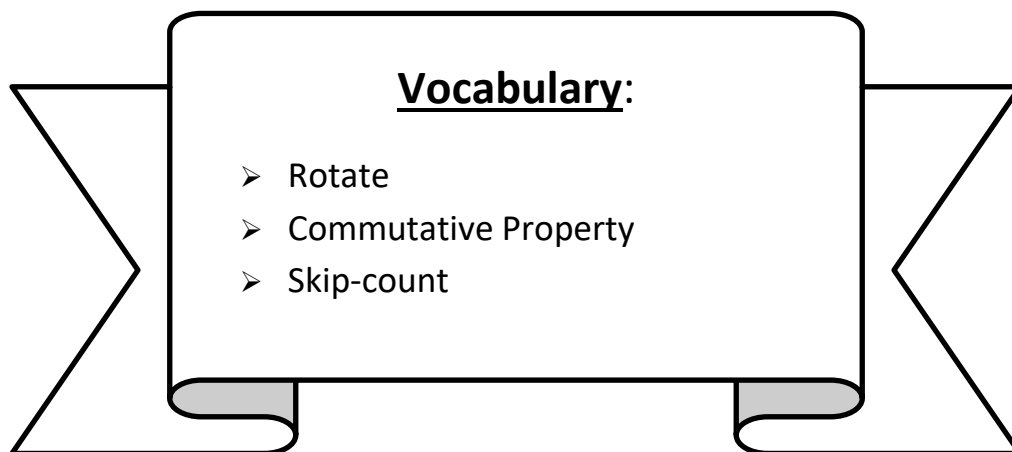 Vocabulary:
➢ Rotate
➢ Commutative Property
➢ Skip-count